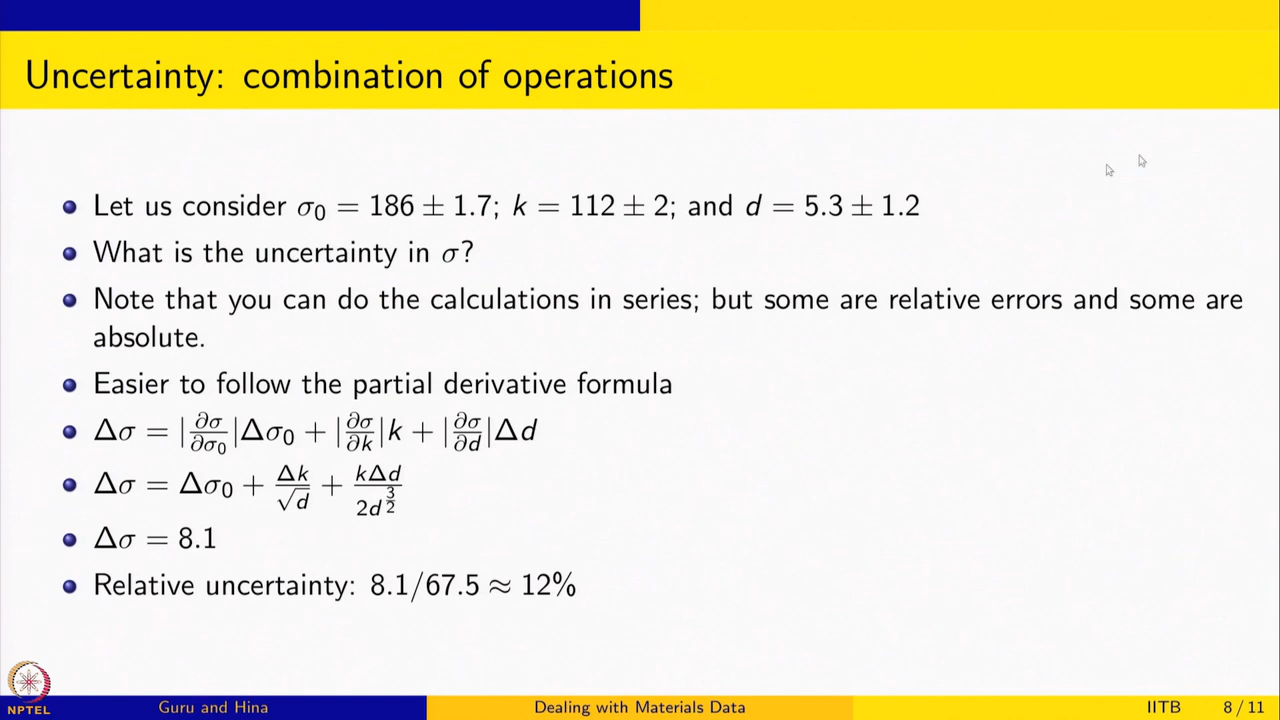 Uncertainty: combination of operations
Let us consider σ₀ = 186 ± 1.7; k = 112 ± 2; and d = 5.3 ± 1.2
What is the uncertainty in σ?
Note that you can do the calculations in series; but some are relative errors and some are
absolute.
Easier to follow the partial derivative formula
Δσ = |∂σ/∂σ₀|Δσ₀ + |∂σ/∂k|k + |∂σ/∂d|Δd
Δσ = Δσ₀ + Δk/√d + kΔd/2d^(3/2)
Δσ = 8.1
Relative uncertainty: 8.1/67.5 ≈ 12%
NPTEL
Guru and Hina
Dealing with Materials Data
IITB
8 / 11